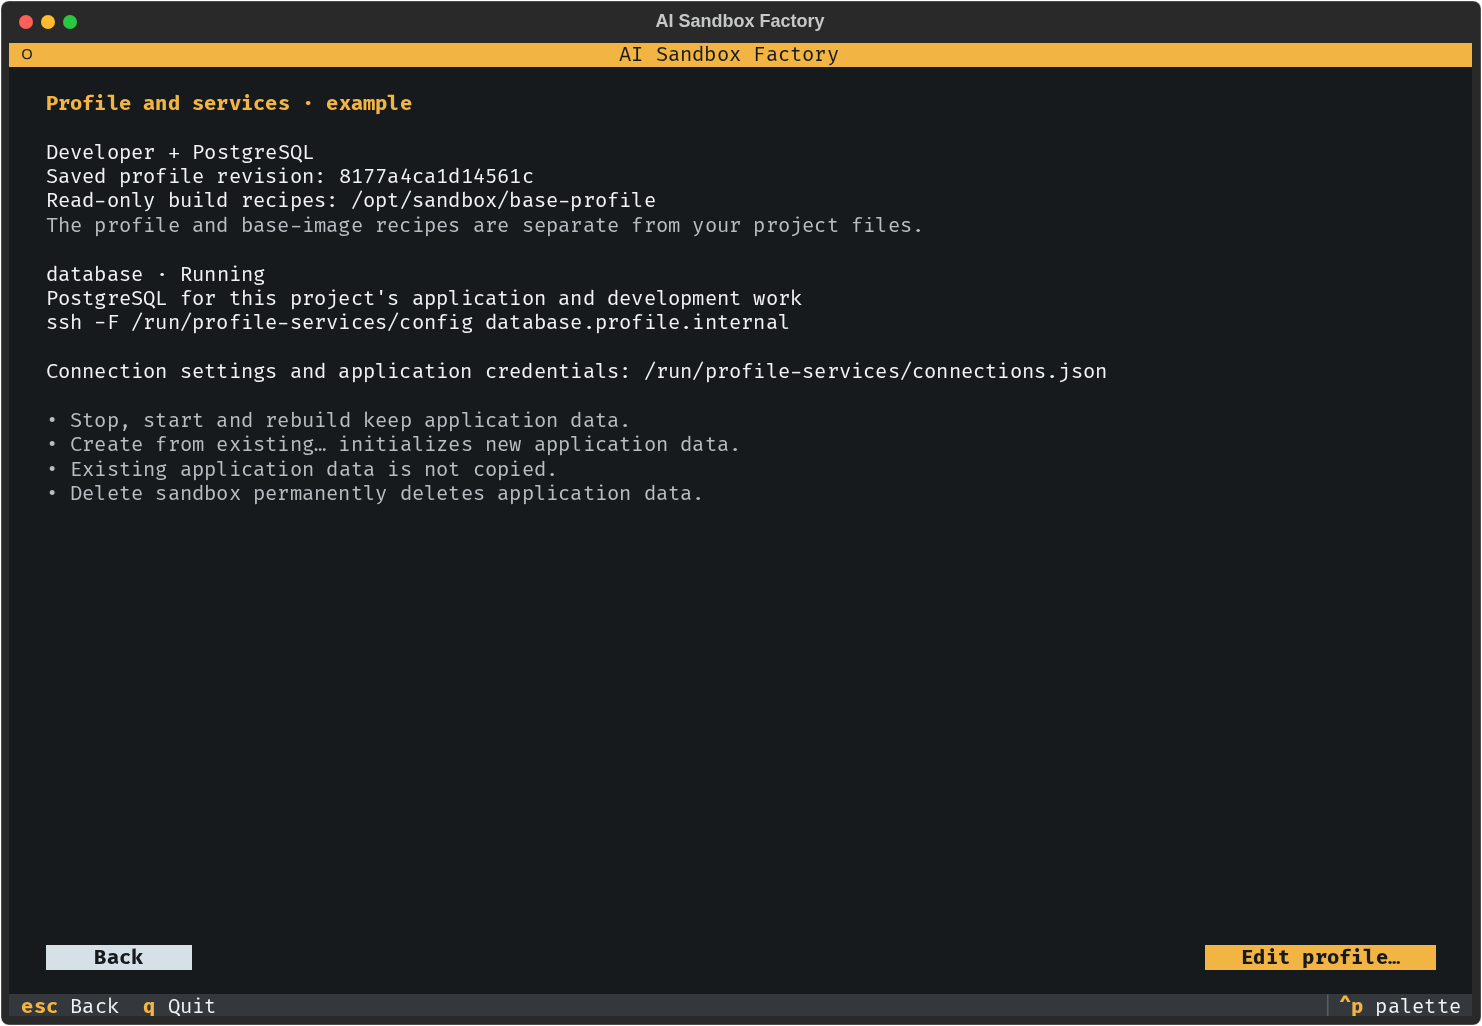 AI Sandbox Factory
O AI Sandbox Factory
Profile and services · example
Developer + PostgreSQL
Saved profile revision: 8177a4ca1d14561c
Read-only build recipes: /opt/sandbox/base-profile
The profile and base-image recipes are separate from your project files.
database · Running
PostgreSQL for this project's application and development work
ssh -F /run/profile-services/config database.profile.internal
Connection settings and application credentials: /run/profile-services/connections.json
• Stop, start and rebuild keep application data.
• Create from existing… initializes new application data.
• Existing application data is not copied.
• Delete sandbox permanently deletes application data.
Back Edit profile…
esc Back q Quit ^p palette